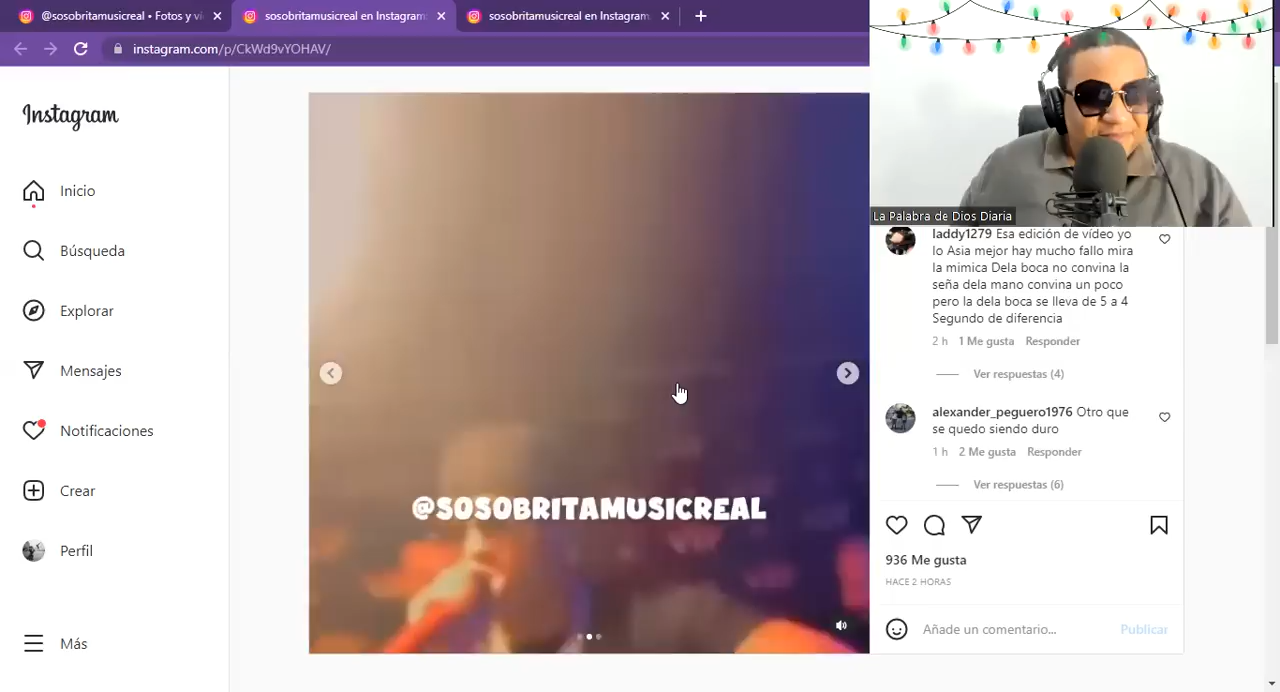 @sosobritamusicreal • Fotos y ví
sosobritamusicreal en Instagram:
sosobritamusicreal en Instagram:
instagram.com/p/CkWd9vYOHAV/
Instagram
Inicio
Búsqueda
Explorar
Mensajes
Notificaciones
Crear
Perfil
Más
@SOSOBRITAMUSICREAL
La Palabra de Dios Diaria
laddy1279 Esa edición de vídeo yo
lo Asia mejor hay mucho fallo mira
la mimica Dela boca no convina la
seña dela mano convina un poco
pero la dela boca se lleva de 5 a 4
Segundo de diferencia
2 h 1 Me gusta Responder
Ver respuestas (4)
alexander_peguero1976 Otro que
se quedo siendo duro
1 h 2 Me gusta Responder
Ver respuestas (6)
936 Me gusta
HACE 2 HORAS
Añade un comentario...
Publicar